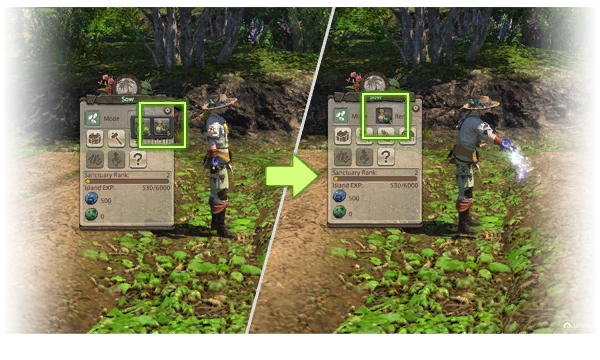 Sow
Mode
?
Sanctuary Rank: 2
Island EXP: 530/6000
500
0
Sow
?
Sanctuary Rank: 2
Island EXP: 530/6000
500
0